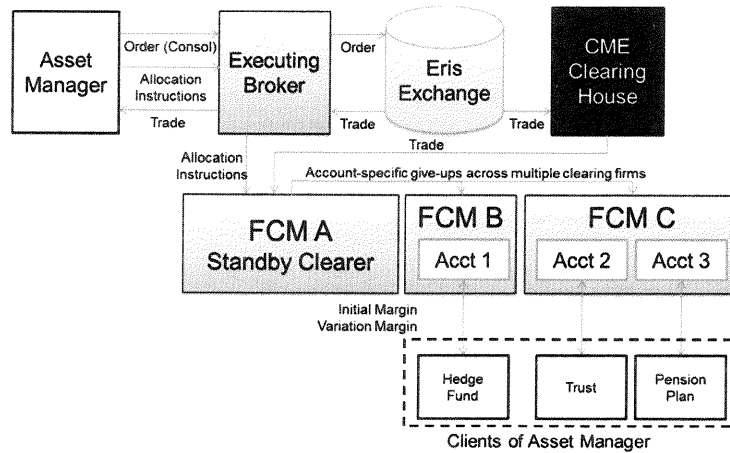 Asset
Manager
Order (Consol)
Allocation
Instructions
Trade
Executing
Broker
Order
Trade
Eris
Exchange
Trade
CME
Clearing
House
Trade
Allocation
Instructions
Account-specific give-ups across multiple clearing firms
FCM A
Standby Clearer
FCM B
Acct 1
FCM C
Acct 2
Acct 3
Initial Margin
Variation Margin
Hedge
Fund
Trust
Pension
Plan
Clients of Asset Manager